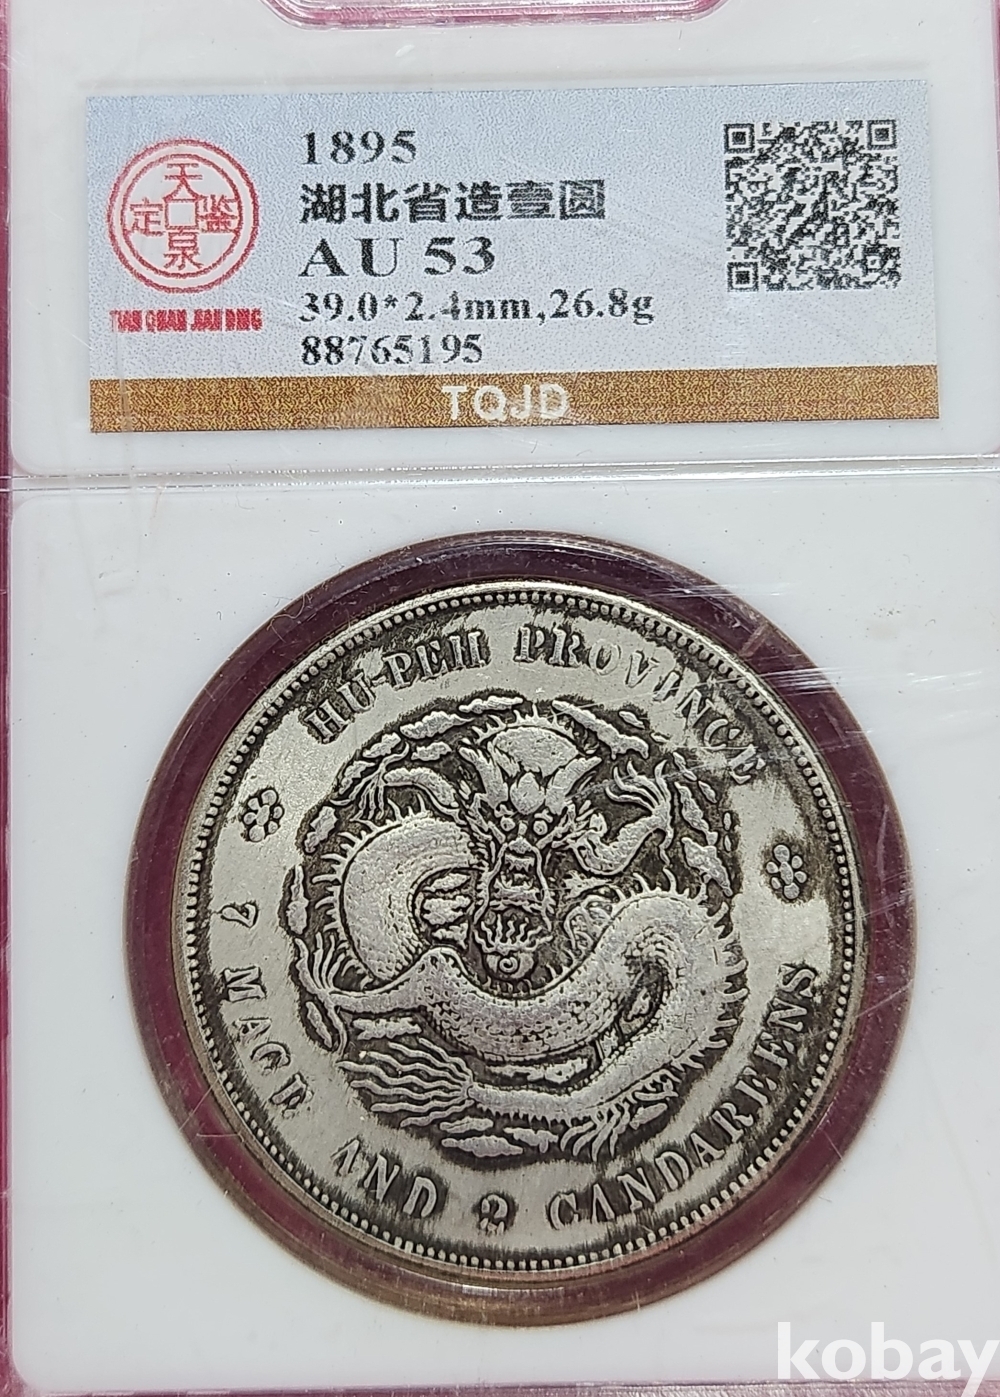 天泉
鉴定
TIAN QUAN JIAN DING
1895
湖北省造壹圆
AU 53
39.0*2.4mm,26.8g
88765195
TQJD
HU-PEH PROVINCE
7 MACE AND 2 CANDAREENS
kobay